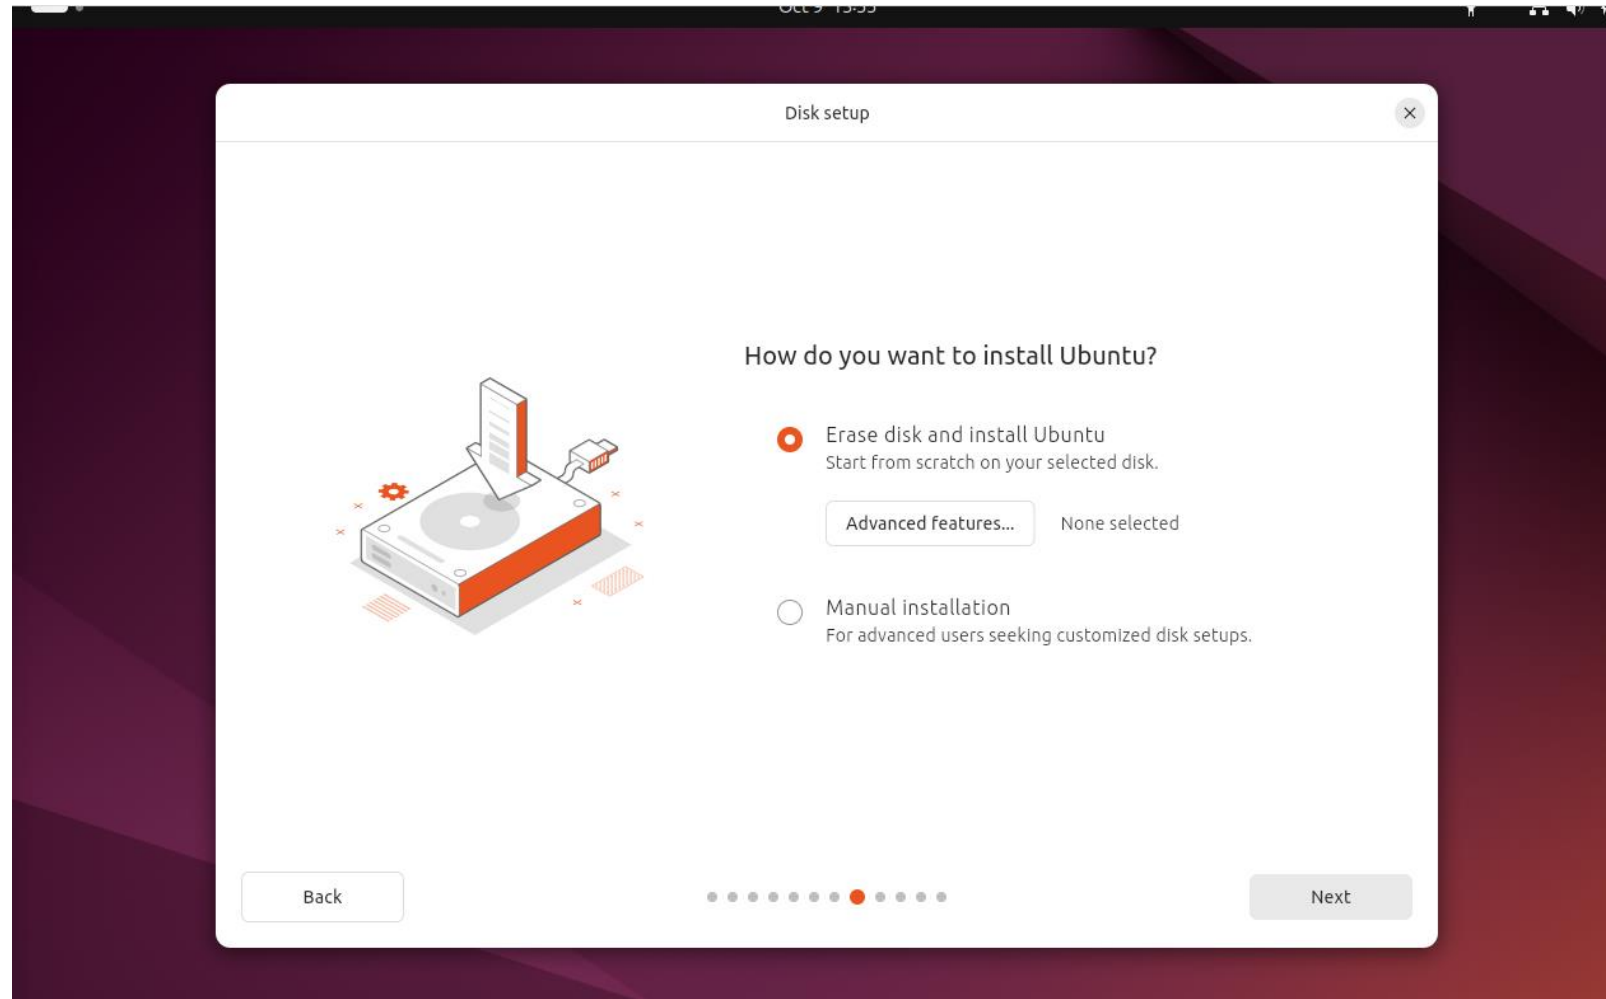 Disk setup
How do you want to install Ubuntu?
Erase disk and install Ubuntu
Start from scratch on your selected disk.
Advanced features... None selected
Manual installation
For advanced users seeking customized disk setups.
Back Next